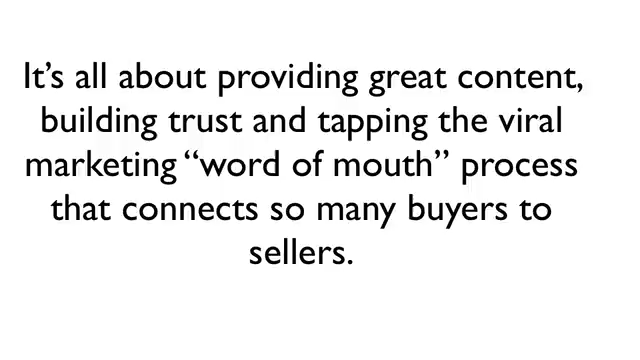 It’s all about providing great content,
building trust and tapping the viral
marketing “word of mouth” process
that connects so many buyers to
sellers.